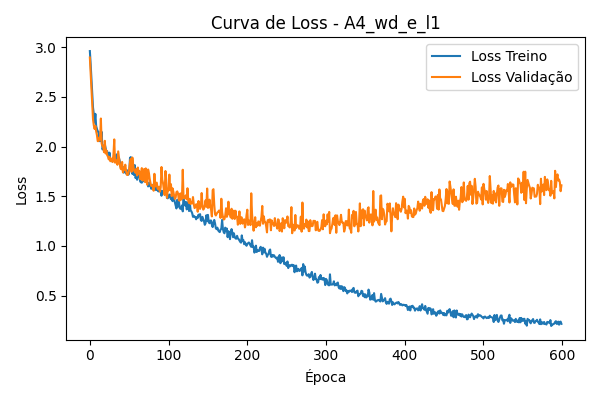 Curva de Loss - A4_wd_e_l1
Loss Treino
Loss Validação
Loss
3.0
2.5
2.0
1.5
1.0
0.5
0 100 200 300 400 500 600
Época